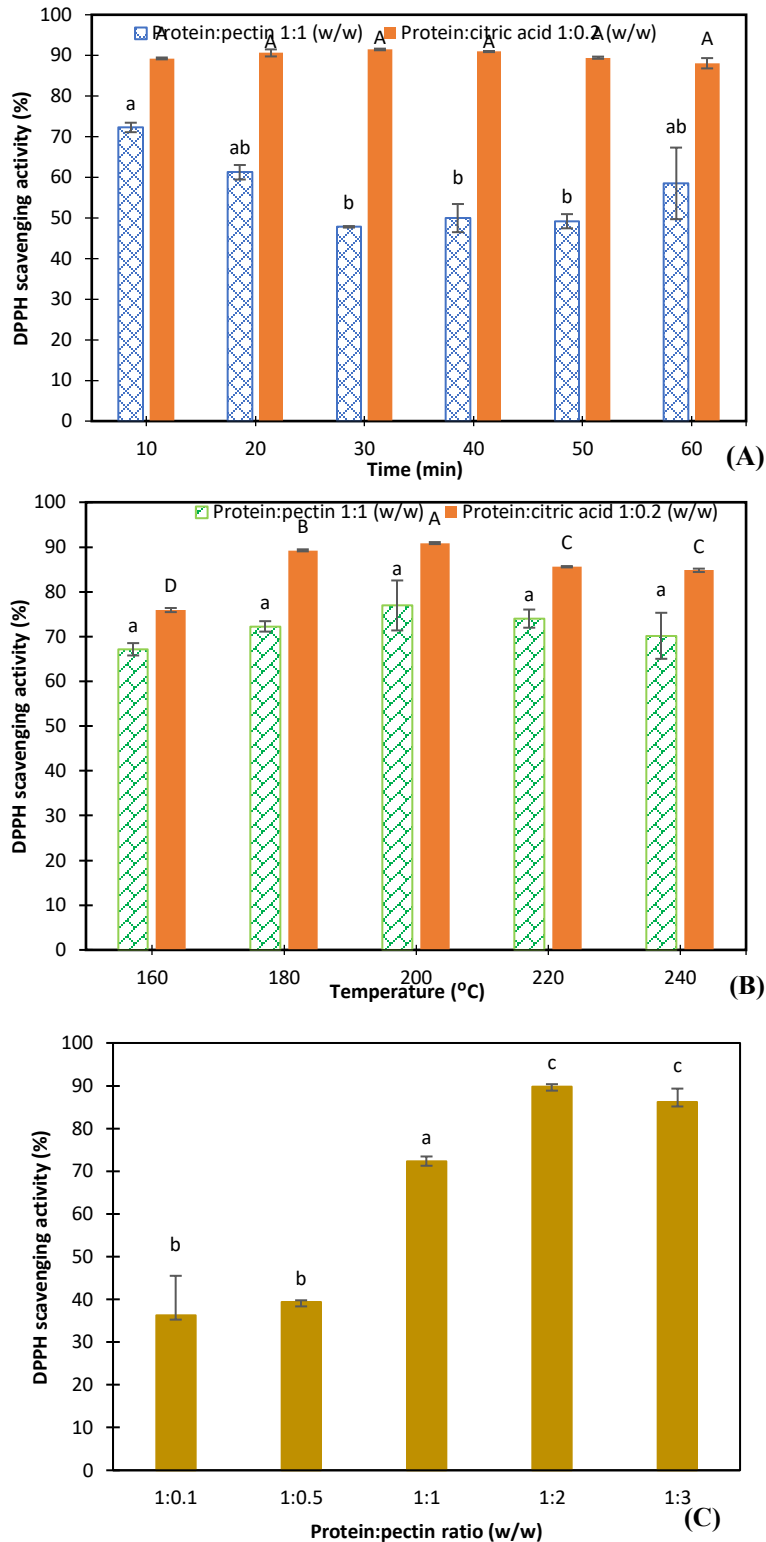 100
Protein:pectin 1:1 (w/w) Protein:citric acid 1:0.2 (w/w)
A A A A A A
90
80
a
70
ab ab
60
b b b
50
40
30
20
10
0
DPPH scavenging activity (%)
10 20 30 40 50 60
Time (min)
(A)
100
Protein:pectin 1:1 (w/w) Protein:citric acid 1:0.2 (w/w)
B A
90
C C
a a
80
D a a
a
70
60
50
40
30
20
10
0
DPPH scavenging activity (%)
160 180 200 220 240
Temperature (°C)
(B)
100
c c
90
80
a
70
60
50
b b
40
30
20
10
0
DPPH scavenging activity (%)
1:0.1 1:0.5 1:1 1:2 1:3
Protein:pectin ratio (w/w)
(C)